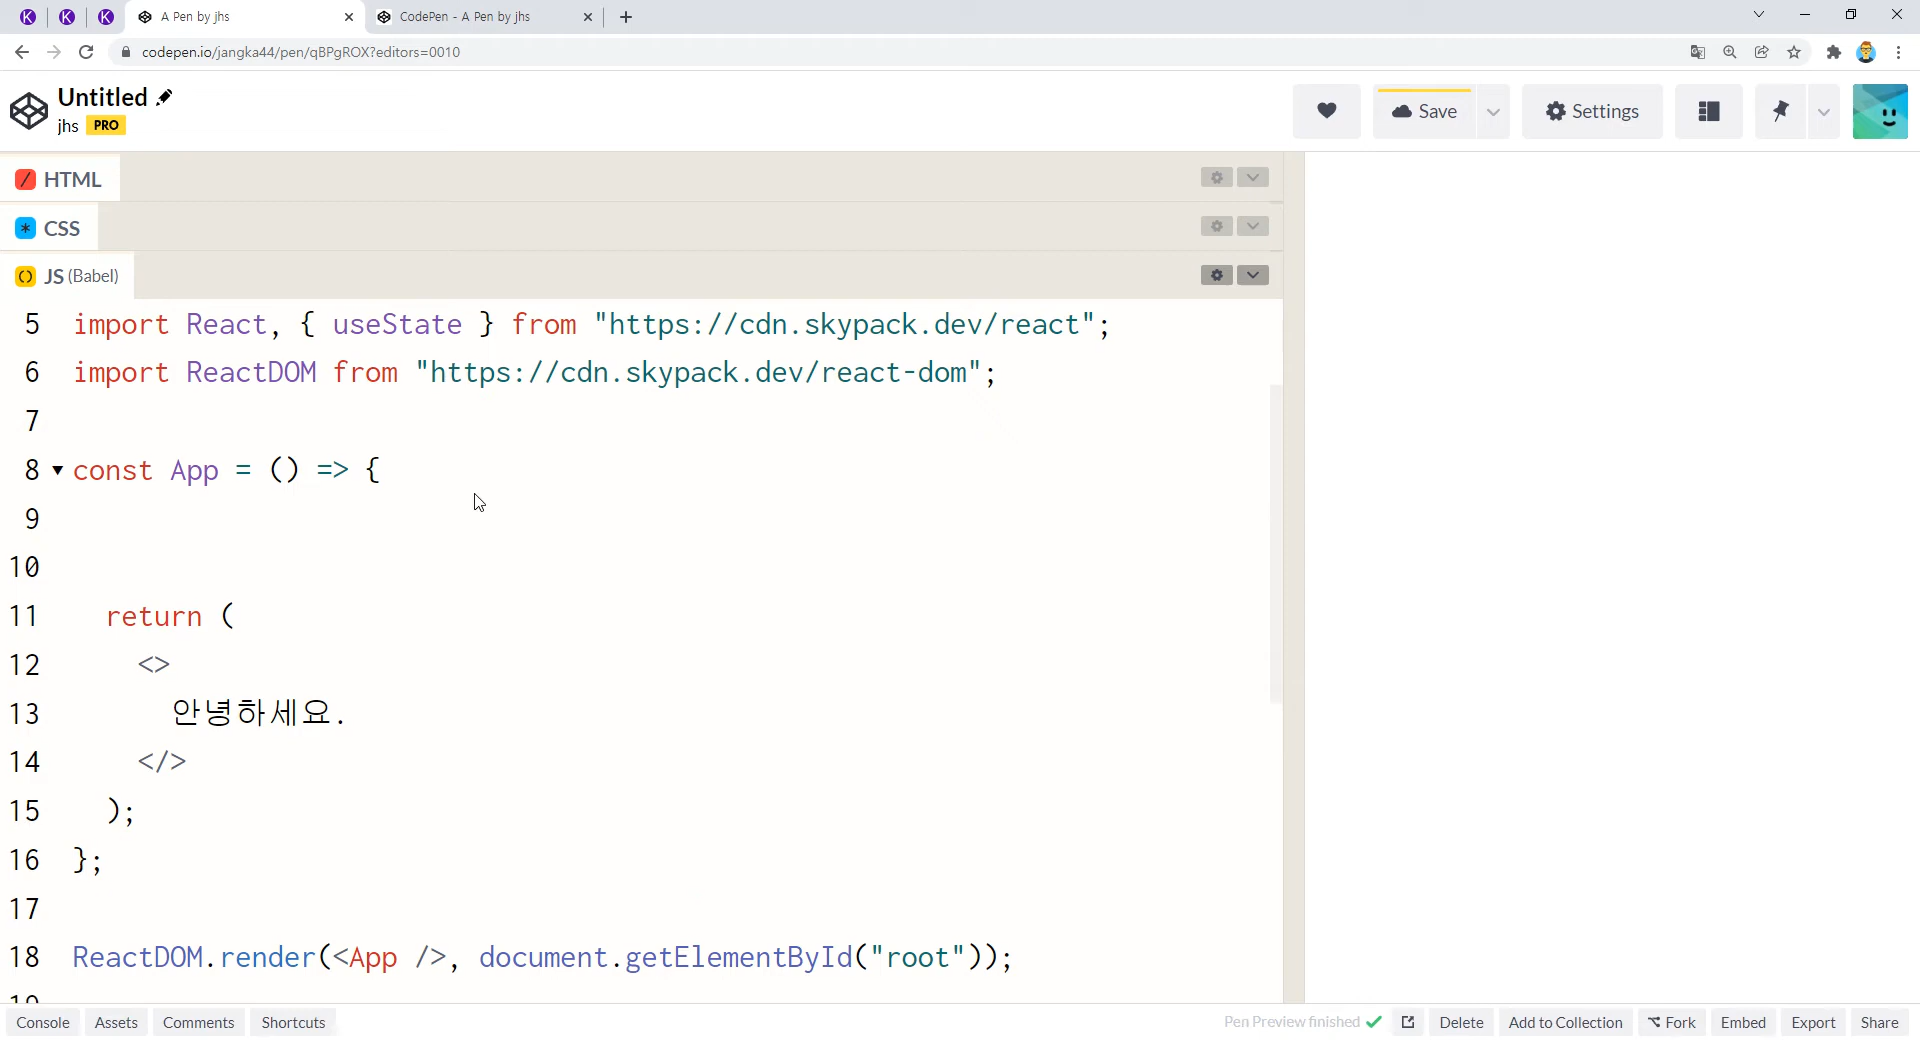 A Pen by jhs
CodePen - A Pen by jhs
codepen.io/jangka44/pen/qBPgROX?editors=0010
Untitled
jhs PRO
Save
Settings
HTML
CSS
JS (Babel)
5 import React, { useState } from "https://cdn.skypack.dev/react";
6 import ReactDOM from "https://cdn.skypack.dev/react-dom";
7
8 const App = () => {
9
10
11 return (
12 <>
13 안녕하세요.
14 </>
15 );
16 };
17
18 ReactDOM.render(<App />, document.getElementById("root"));
19
Console Assets Comments Shortcuts
Pen Preview finished Delete Add to Collection Fork Embed Export Share